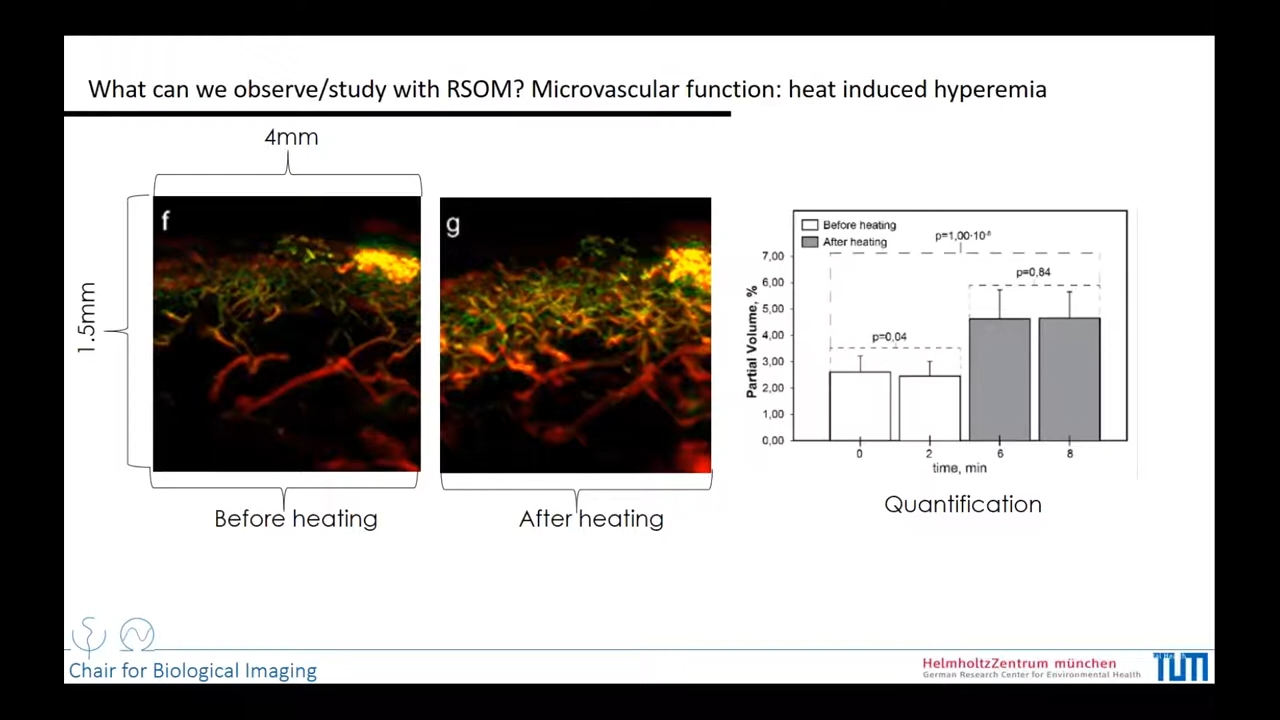 What can we observe/study with RSOM? Microvascular function: heat induced hyperemia
4mm
1.5mm
f
g
Before heating
After heating
Before heating
After heating
p=1,00·10⁻⁸
p=0,84
p=0,04
Partial Volume, %
7,00
6,00
5,00
4,00
3,00
2,00
1,00
0,00
0 2 6 8
time, min
Quantification
Chair for Biological Imaging
HelmholtzZentrum münchen
German Research Center for Environmental Health
TUM